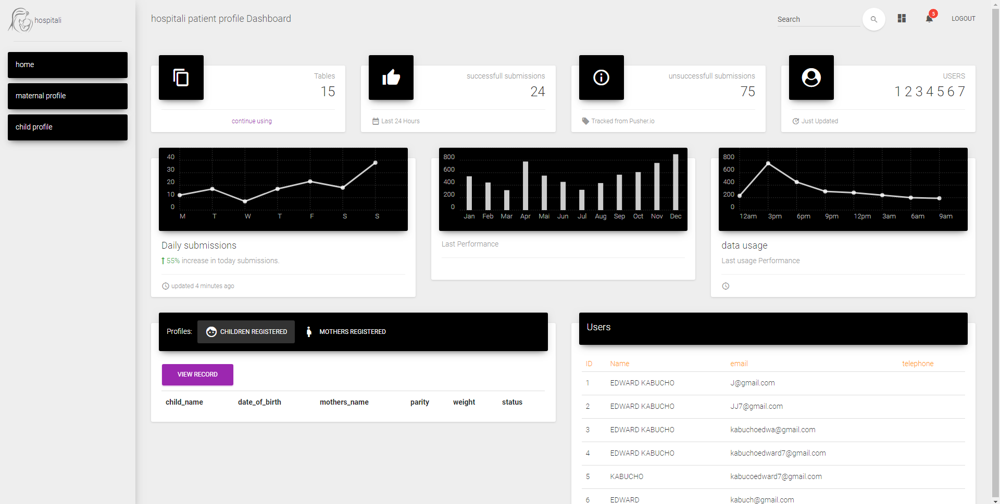 hospitali
home
maternal profile
child profile
hospitali patient profile Dashboard
Search
5
LOGOUT
Tables
15
continue using
successfull submissions
24
Last 24 Hours
unsuccessfull submissions
75
Tracked from Pusher.io
USERS
1 2 3 4 5 6 7
Just Updated
40
30
20
10
0
M T W T F S S
Daily submissions
55% increase in today submissions.
updated 4 minutes ago
800
600
400
200
0
Jan Feb Mar Apr Mai Jun Jul Aug Sep Oct Nov Dec
Last Performance
800
600
400
200
0
12am 3pm 6pm 9pm 12pm 3am 6am 9am
data usage
Last usage Performance
Profiles: CHILDREN REGISTERED MOTHERS REGISTERED
VIEW RECORD
child_name date_of_birth mothers_name parity weight status
Users
ID Name email telephone
1 EDWARD KABUCHO J@gmail.com
2 EDWARD KABUCHO JJ7@gmail.com
3 EDWARD KABUCHO kabuchoedwa@gmail.com
4 EDWARD KABUCHO kabuchoedward7@gmail.com
5 KABUCHO kabucoedward7@gmail.com
6 EDWARD kabuch@gmail.com